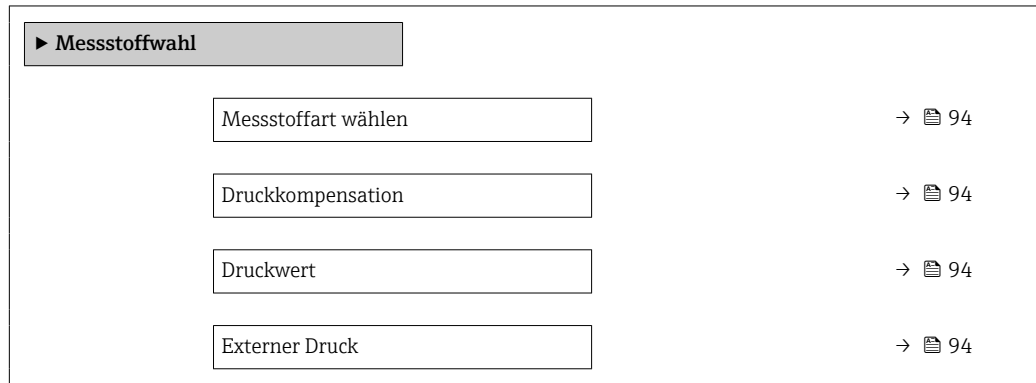 ► Messstoffwahl
Messstoffart wählen → 94
Druckkompensation → 94
Druckwert → 94
Externer Druck → 94